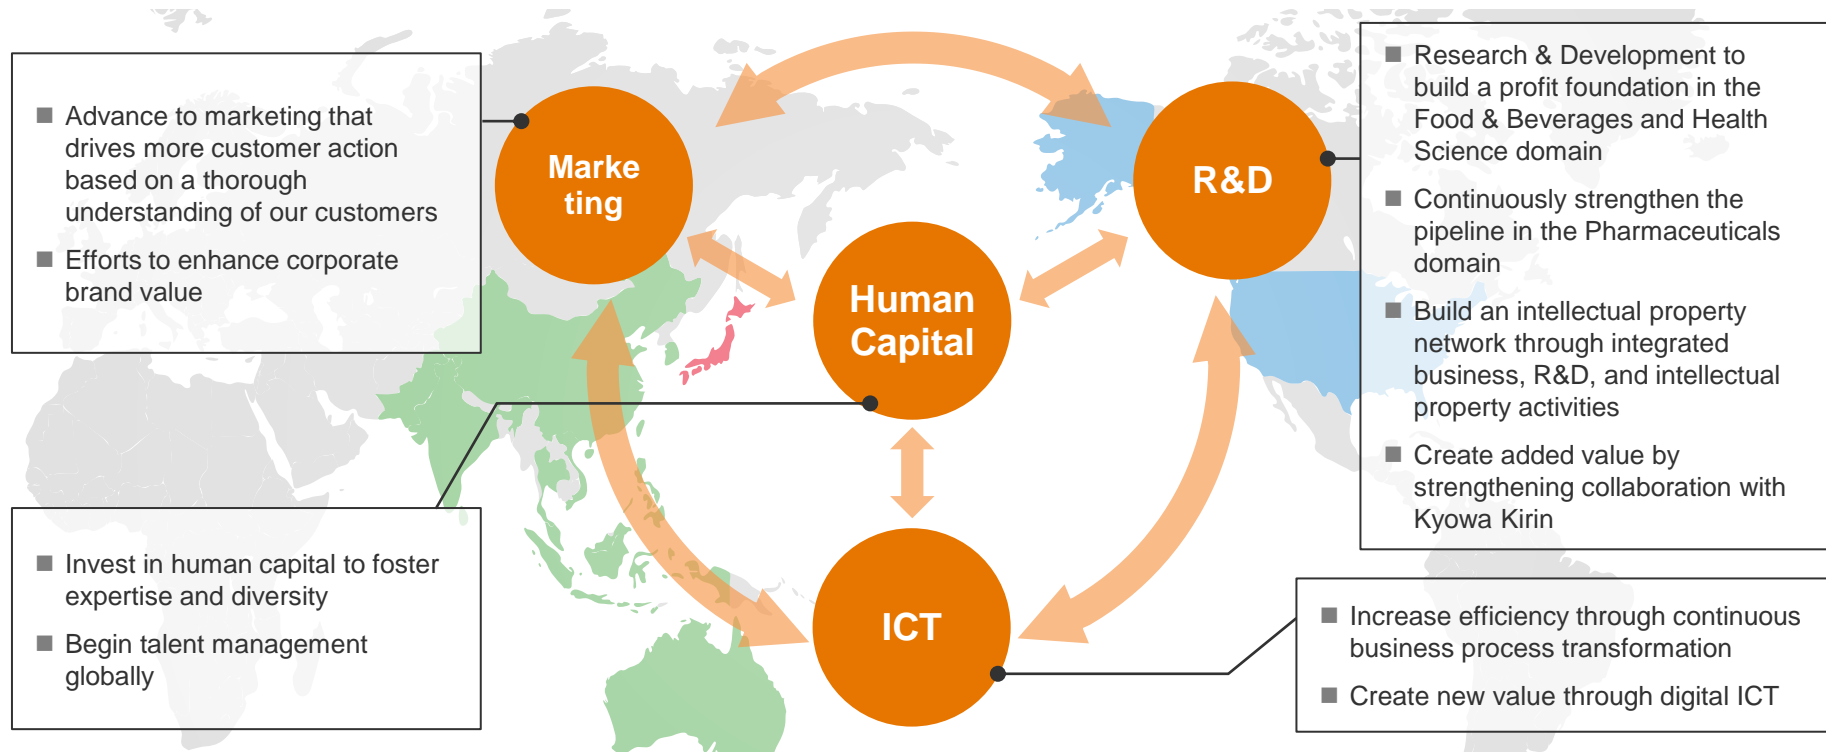 ■ Advance to marketing that
drives more customer action
based on a thorough
understanding of our customers
■ Efforts to enhance corporate
brand value
Marke
ting
R&D
■ Research & Development to
build a profit foundation in the
Food & Beverages and Health
Science domain
■ Continuously strengthen the
pipeline in the Pharmaceuticals
domain
■ Build an intellectual property
network through integrated
business, R&D, and intellectual
property activities
■ Create added value by
strengthening collaboration with
Kyowa Kirin
Human
Capital
■ Invest in human capital to foster
expertise and diversity
■ Begin talent management
globally
ICT
■ Increase efficiency through continuous
business process transformation
■ Create new value through digital ICT